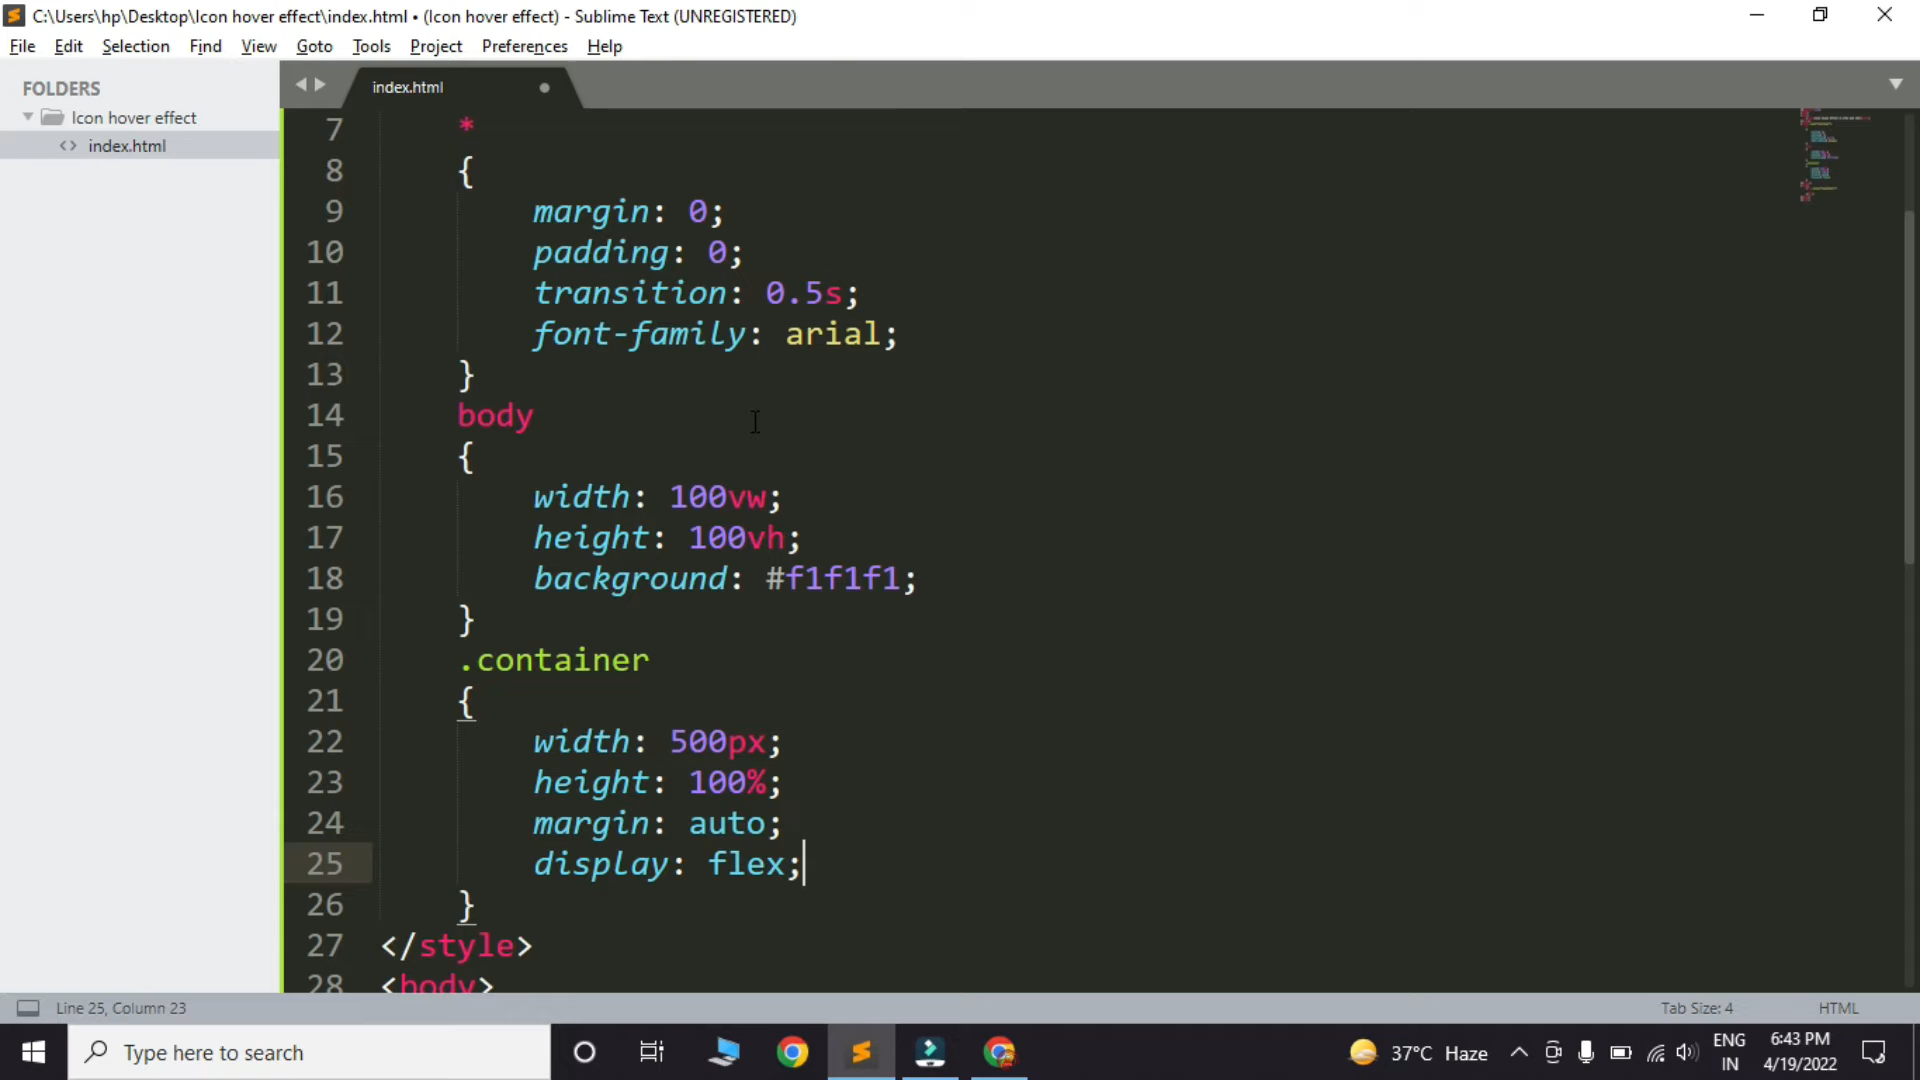 C:\Users\hp\Desktop\Icon hover effect\index.html • (Icon hover effect) - Sublime Text (UNREGISTERED)
File Edit Selection Find View Goto Tools Project Preferences Help
FOLDERS
Icon hover effect
<> index.html
index.html
7 *
8 {
9 margin: 0;
10 padding: 0;
11 transition: 0.5s;
12 font-family: arial;
13 }
14 body
15 {
16 width: 100vw;
17 height: 100vh;
18 background: #f1f1f1;
19 }
20 .container
21 {
22 width: 500px;
23 height: 100%;
24 margin: auto;
25 display: flex;
26 }
27 </style>
28 <body>
Line 25, Column 23
Tab Size: 4
HTML
Type here to search
37°C Haze
ENG
IN
6:43 PM
4/19/2022